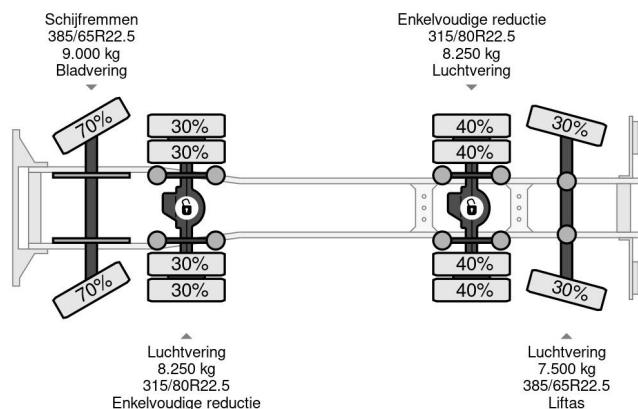 Schijfremmen
385/65R22.5
9.000 kg
Bladvering
Enkelvoudige reductie
315/80R22.5
8.250 kg
Luchtvering
70%
30%
30%
40%
40%
30%
70%
30%
30%
40%
40%
30%
Luchtvering
8.250 kg
315/80R22.5
Enkelvoudige reductie
Luchtvering
7.500 kg
385/65R22.5
Liftas